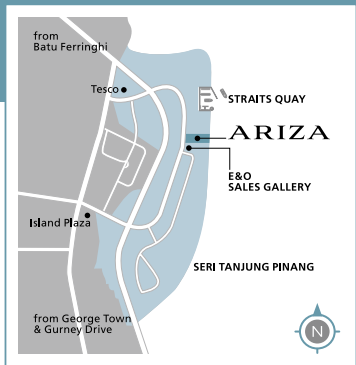 from
Batu Ferringhi
Tesco
STRAITS QUAY
ARIZA
E&O
SALES GALLERY
Island Plaza
SERI TANJUNG PINANG
from George Town
& Gurney Drive
N